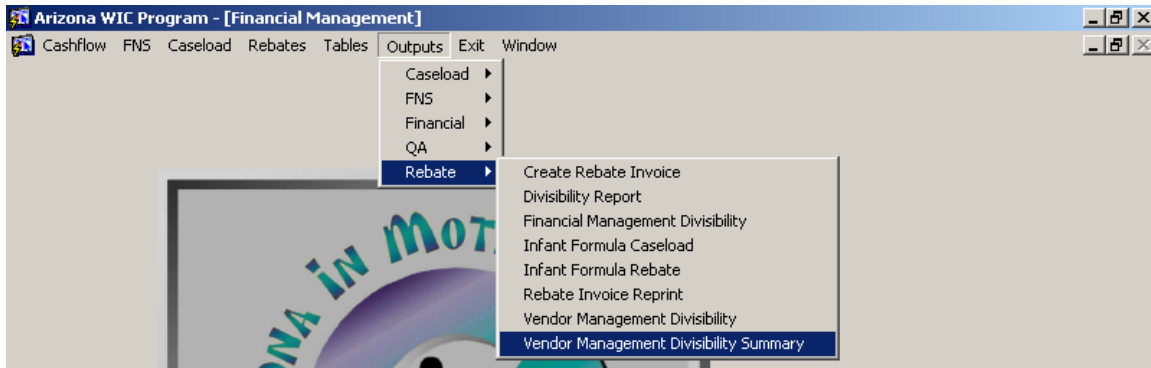 Arizona WIC Program - [Financial Management]
Cashflow FNS Caseload Rebates Tables Outputs Exit Window
Caseload
FNS
Financial
QA
Rebate
Create Rebate Invoice
Divisibility Report
Financial Management Divisibility
Infant Formula Caseload
Infant Formula Rebate
Rebate Invoice Reprint
Vendor Management Divisibility
Vendor Management Divisibility Summary
IN